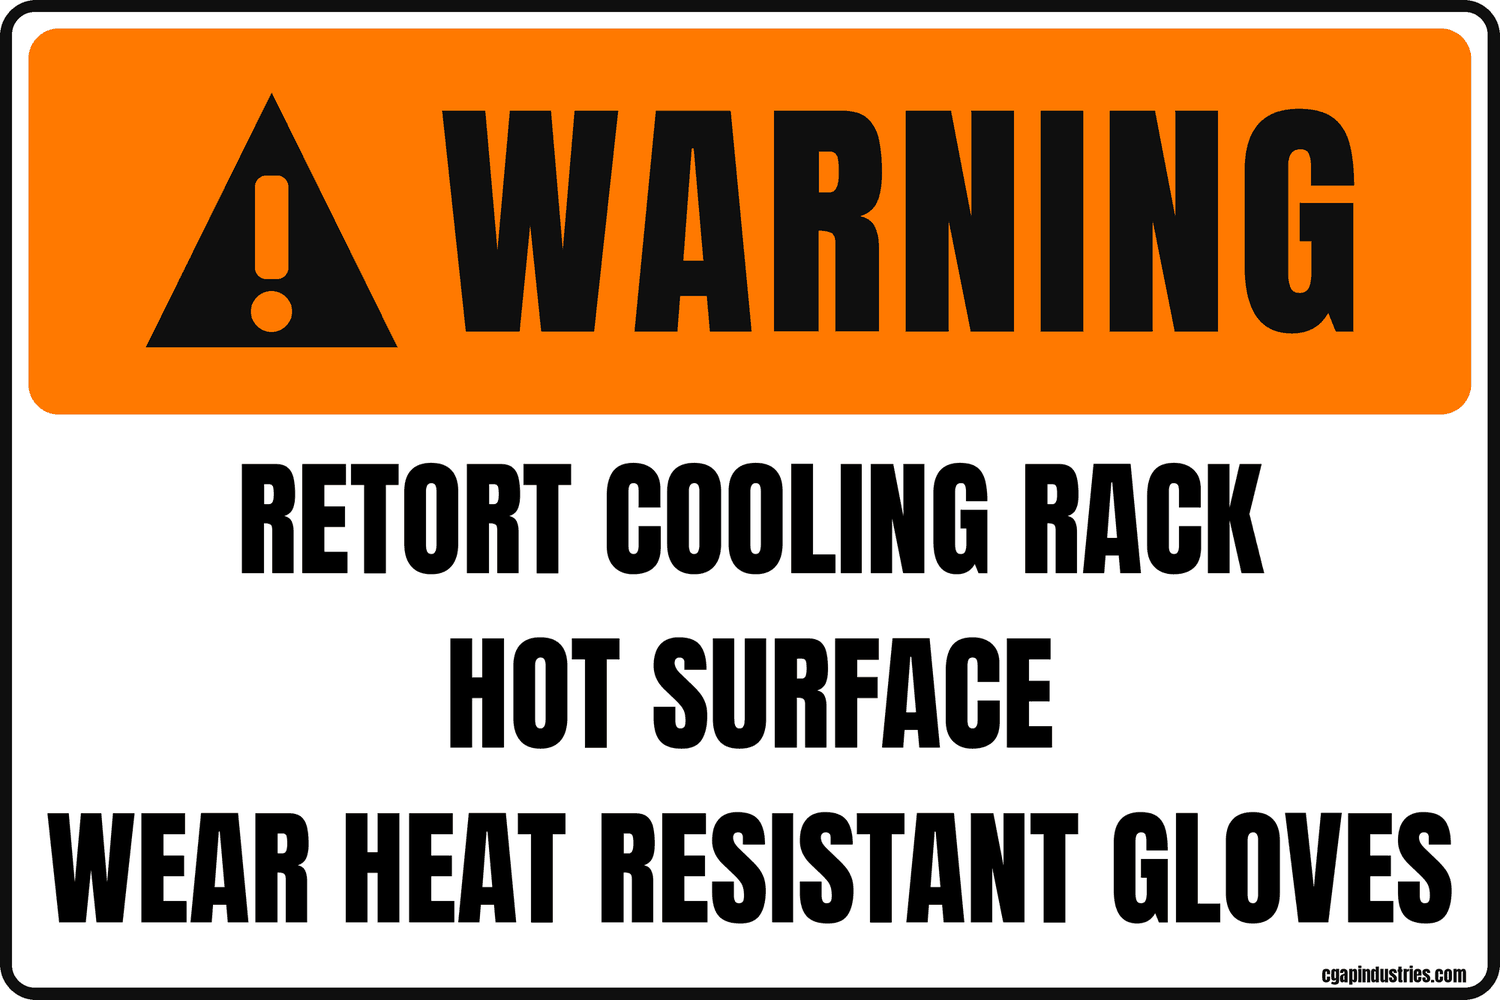 WARNING
RETORT COOLING RACK
HOT SURFACE
WEAR HEAT RESISTANT GLOVES
cgapindustries.com